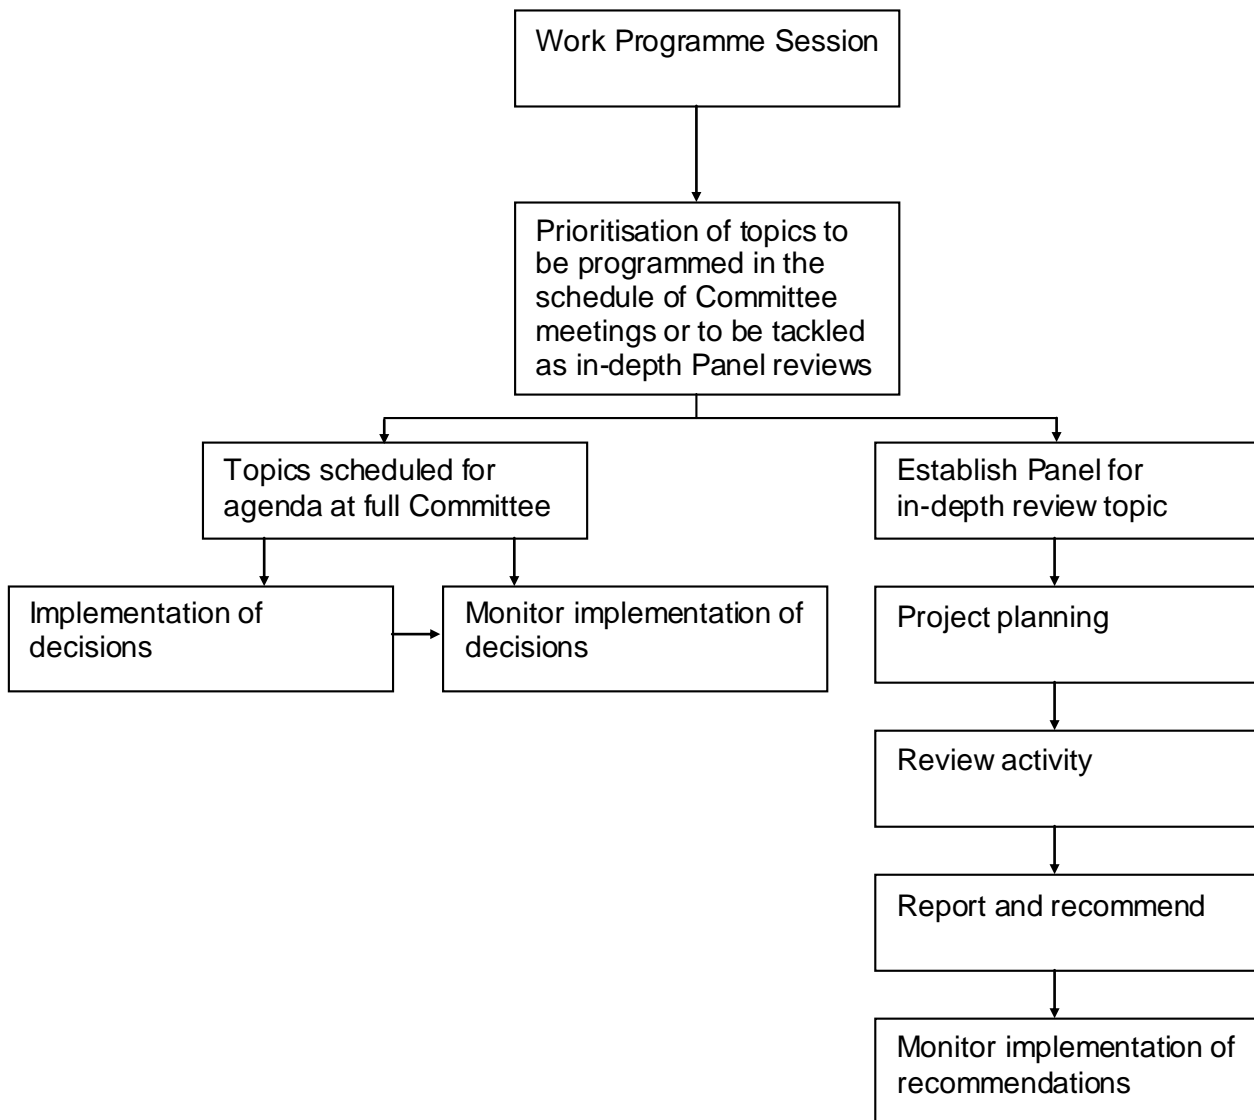 Work Programme Session
Prioritisation of topics to
be programmed in the
schedule of Committee
meetings or to be tackled
as in-depth Panel reviews
Topics scheduled for
agenda at full Committee
Establish Panel for
in-depth review topic
Implementation of
decisions
Monitor implementation of
decisions
Project planning
Review activity
Report and recommend
Monitor implementation of
recommendations